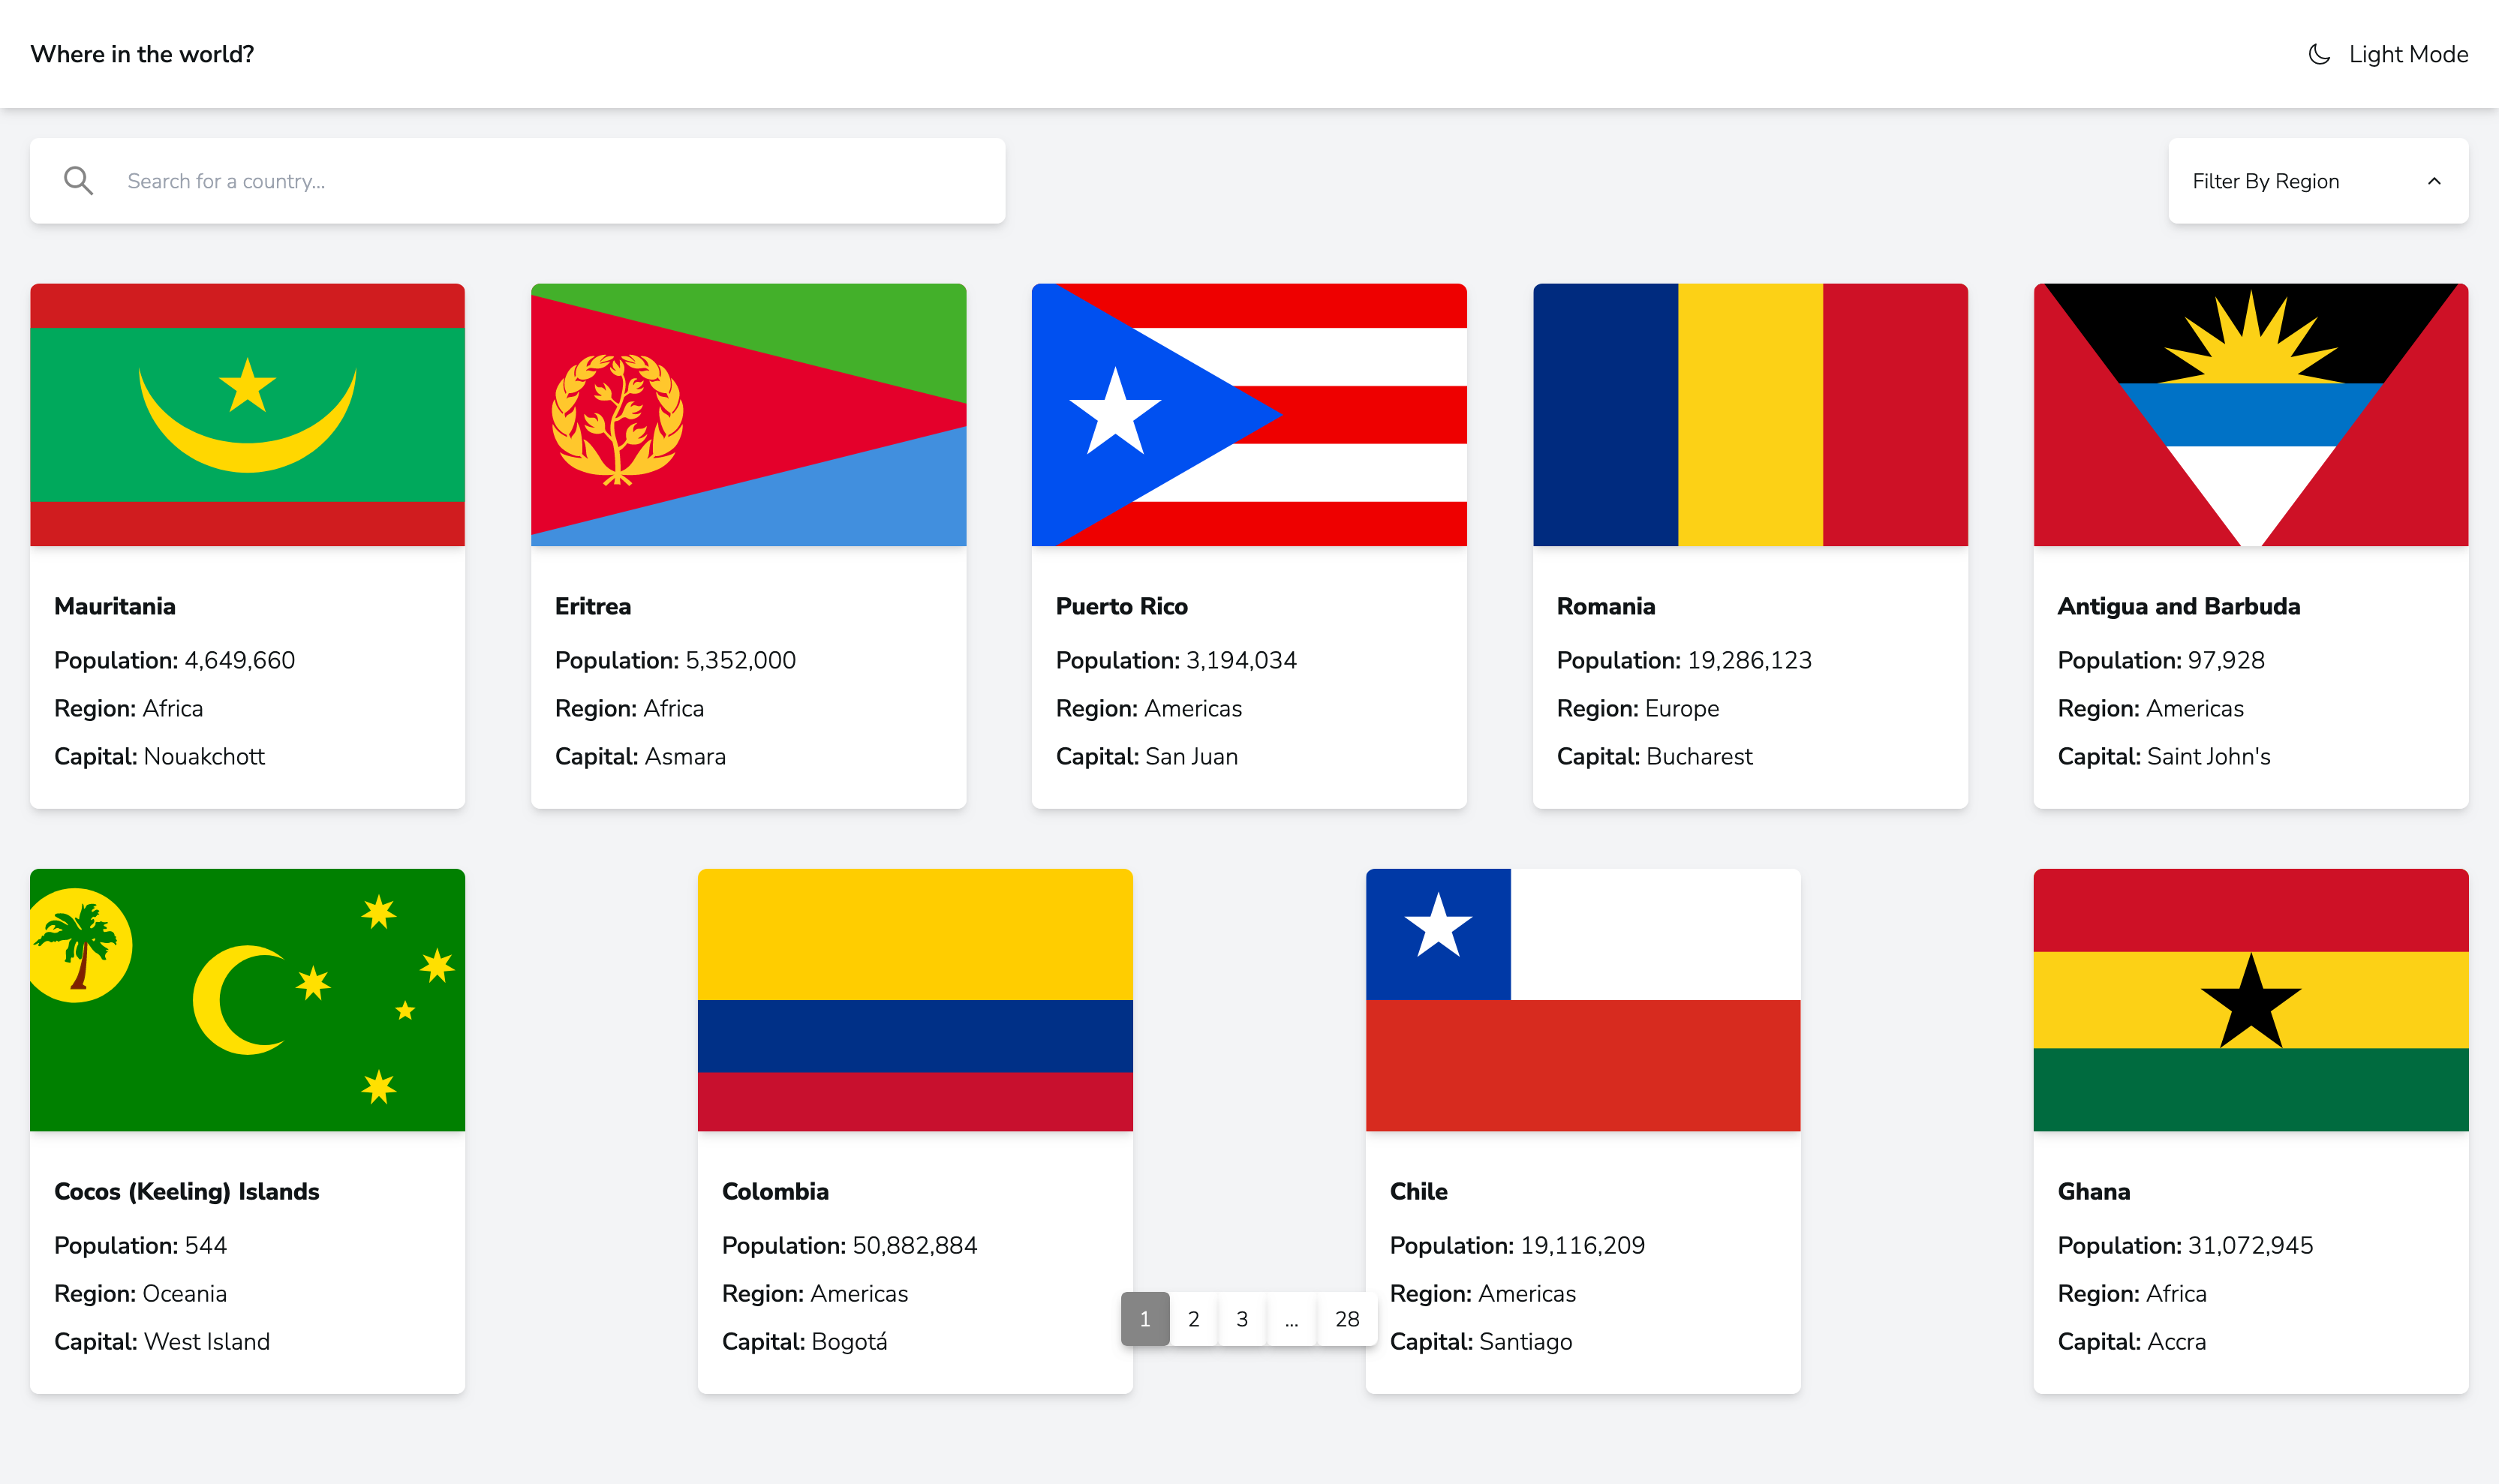 Where in the world?
Light Mode
Search for a country...
Filter By Region
Mauritania
Population: 4,649,660
Region: Africa
Capital: Nouakchott
Eritrea
Population: 5,352,000
Region: Africa
Capital: Asmara
Puerto Rico
Population: 3,194,034
Region: Americas
Capital: San Juan
Romania
Population: 19,286,123
Region: Europe
Capital: Bucharest
Antigua and Barbuda
Population: 97,928
Region: Americas
Capital: Saint John's
Cocos (Keeling) Islands
Population: 544
Region: Oceania
Capital: West Island
Colombia
Population: 50,882,884
Region: Americas
Capital: Bogotá
Chile
Population: 19,116,209
Region: Americas
Capital: Santiago
Ghana
Population: 31,072,945
Region: Africa
Capital: Accra
1 2 3 ... 28